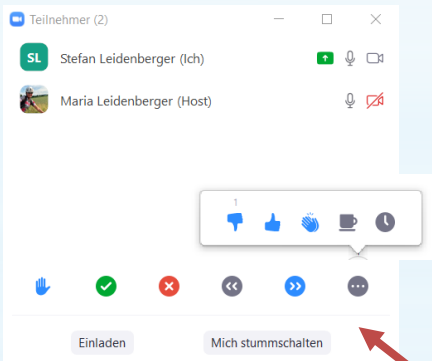 Teilnehmer (2)
SL Stefan Leidenberger (Ich)
Maria Leidenberger (Host)
1
Einladen Mich stummschalten